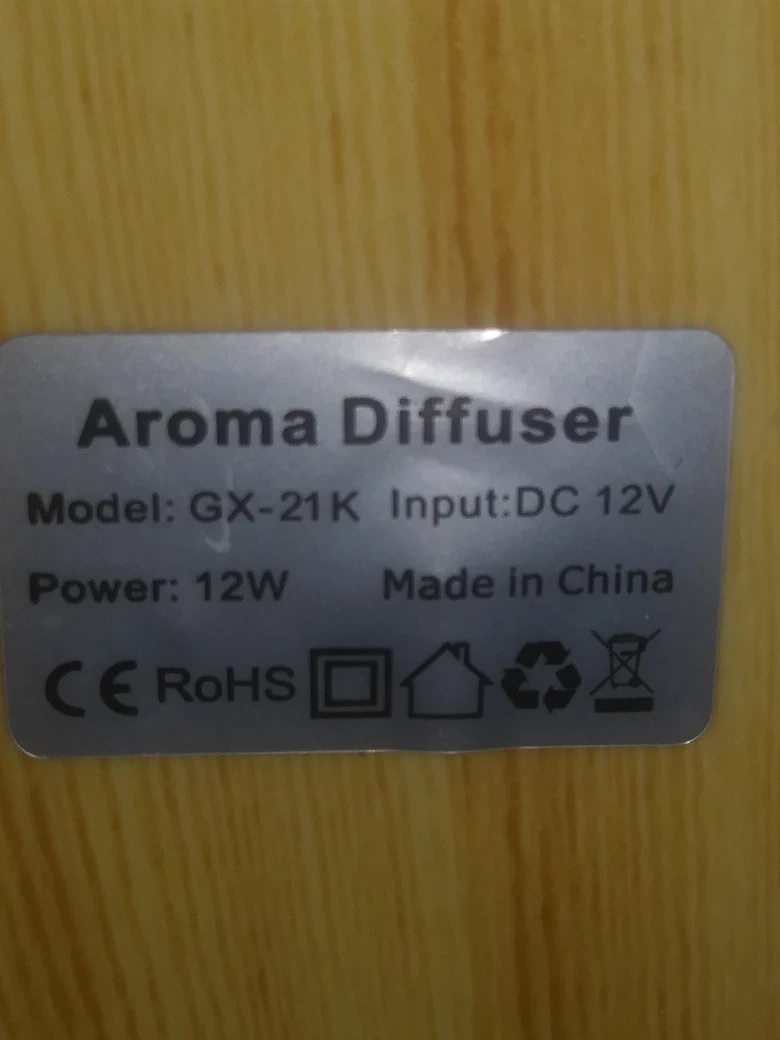 Aroma Diffuser
Model: GX-21K Input:DC 12V
Power: 12W Made in China
CE RoHS